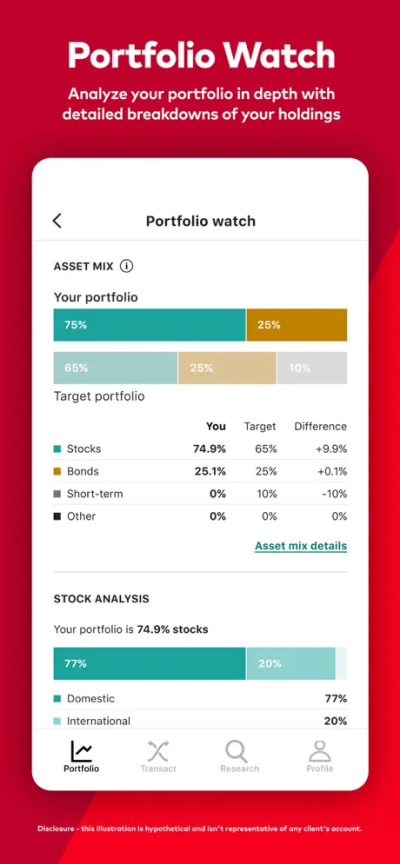 Portfolio Watch
Analyze your portfolio in depth with
detailed breakdowns of your holdings
Portfolio watch
ASSET MIX
Your portfolio
75% 25%
65% 25% 10%
Target portfolio
You Target Difference
Stocks 74.9% 65% +9.9%
Bonds 25.1% 25% +0.1%
Short-term 0% 10% -10%
Other 0% 0% 0%
Asset mix details
STOCK ANALYSIS
Your portfolio is 74.9% stocks
77% 20%
Domestic 77%
International 20%
Portfolio Transact Research Profile
Disclosure - this illustration is hypothetical and isn't representative of any client's account.